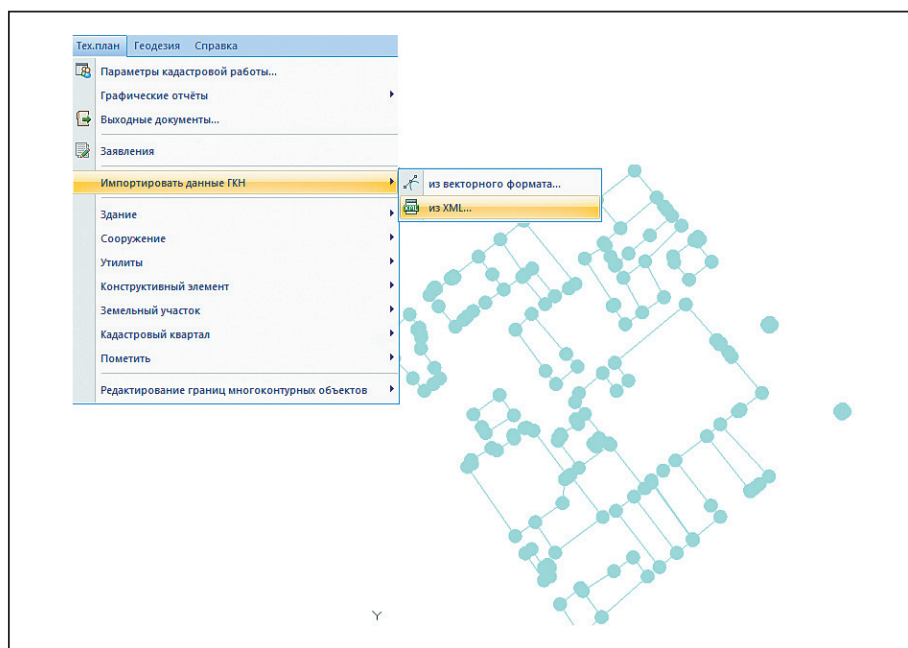 Тех.план Геодезия Справка
Параметры кадастровой работы...
Графические отчёты
Выходные документы...
Заявления
Импортировать данные ГКН
из векторного формата...
XML из XML...
Здание
Сооружение
Утилиты
Конструктивный элемент
Земельный участок
Кадастровый квартал
Пометить
Редактирование границ многоконтурных объектов
Y